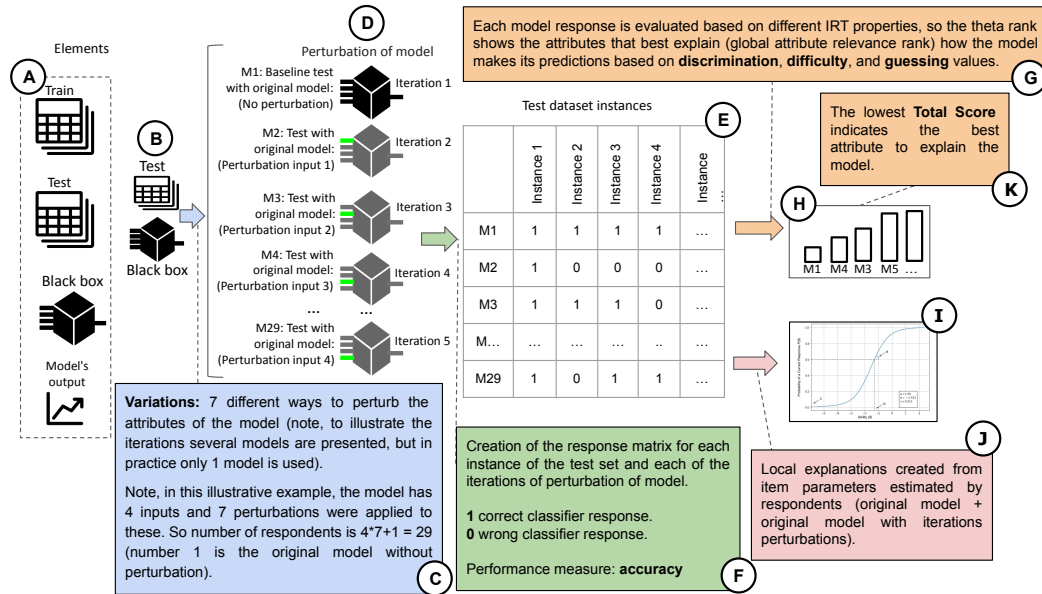 Elements
A
Train
Test
Black box
Model's
output
B
Test
Black box
D
Perturbation of model
M1: Baseline test
with original model:
(No perturbation)
Iteration 1
M2: Test with
original model:
(Perturbation input 1)
Iteration 2
M3: Test with
original model:
(Perturbation input 2)
Iteration 3
M4: Test with
original model:
(Perturbation input 3)
Iteration 4
... ...
M29: Test with
original model:
(Perturbation input 4)
Iteration 5
Variations: 7 different ways to perturb the
attributes of the model (note, to illustrate the
iterations several models are presented, but in
practice only 1 model is used).
Note, in this illustrative example, the model has
4 inputs and 7 perturbations were applied to
these. So number of respondents is 4*7+1 = 29
(number 1 is the original model without
perturbation).
C
Test dataset instances
E
Instance 1 Instance 2 Instance 3 Instance 4 Instance ...
M1 1 1 1 1 ...
M2 1 0 0 0 ...
M3 1 1 1 0 ...
M... ... ... ... .. ...
M29 1 0 1 1 ...
Creation of the response matrix for each
instance of the test set and each of the
iterations of perturbation of model.
1 correct classifier response.
0 wrong classifier response.
Performance measure: accuracy
F
Each model response is evaluated based on different IRT properties, so the theta rank
shows the attributes that best explain (global attribute relevance rank) how the model
makes its predictions based on discrimination, difficulty, and guessing values.
G
The lowest Total Score
indicates the best
attribute to explain the
model.
K
H
M1 M4 M3 M5 ...
I
J
Local explanations created from
item parameters estimated by
respondents (original model +
original model with iterations
perturbations).